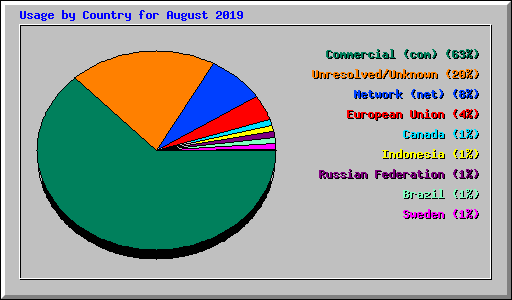 Usage by Country for August 2019
Commercial (com) (63%)
Unresolved/Unknown (20%)
Network (net) (8%)
European Union (4%)
Canada (1%)
Indonesia (1%)
Russian Federation (1%)
Brazil (1%)
Sweden (1%)